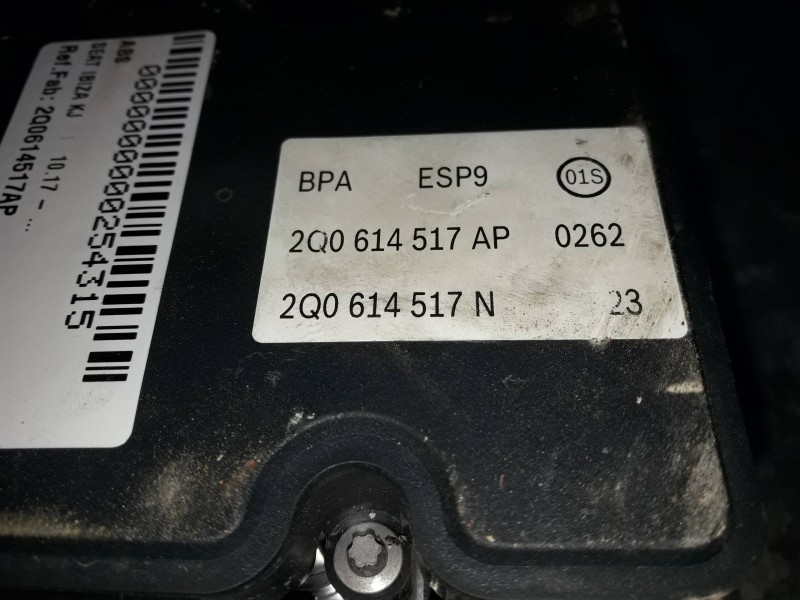 ABS
SEAT IBIZA KJ | 10.17 - ...
Ref.Fab: 2Q0614517AP
0000000000254315
BPA ESP9 01S
2Q0 614 517 AP 0262
2Q0 614 517 N 23